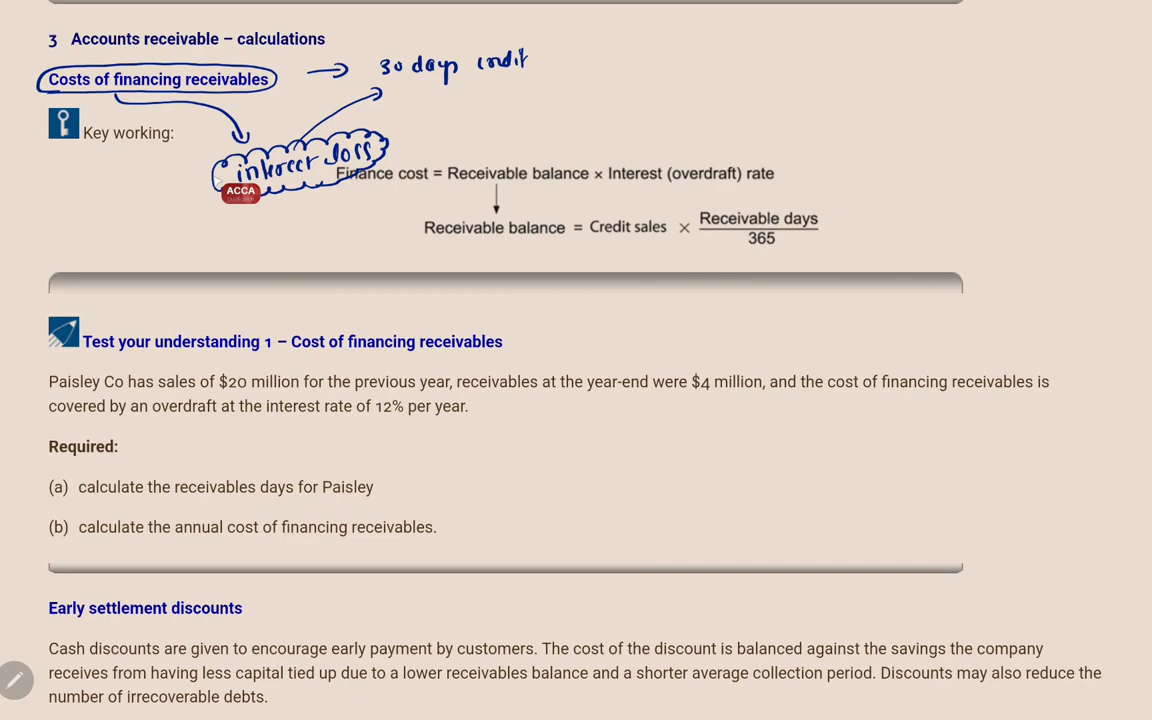 3 Accounts receivable – calculations
30 days credit
Costs of financing receivables
Key working:
interest loss
Finance cost = Receivable balance × Interest (overdraft) rate
ACCA
Receivable balance = Credit sales × Receivable days
365
Test your understanding 1 – Cost of financing receivables
Paisley Co has sales of $20 million for the previous year, receivables at the year-end were $4 million, and the cost of financing receivables is
covered by an overdraft at the interest rate of 12% per year.
Required:
(a) calculate the receivables days for Paisley
(b) calculate the annual cost of financing receivables.
Early settlement discounts
Cash discounts are given to encourage early payment by customers. The cost of the discount is balanced against the savings the company
receives from having less capital tied up due to a lower receivables balance and a shorter average collection period. Discounts may also reduce the
number of irrecoverable debts.